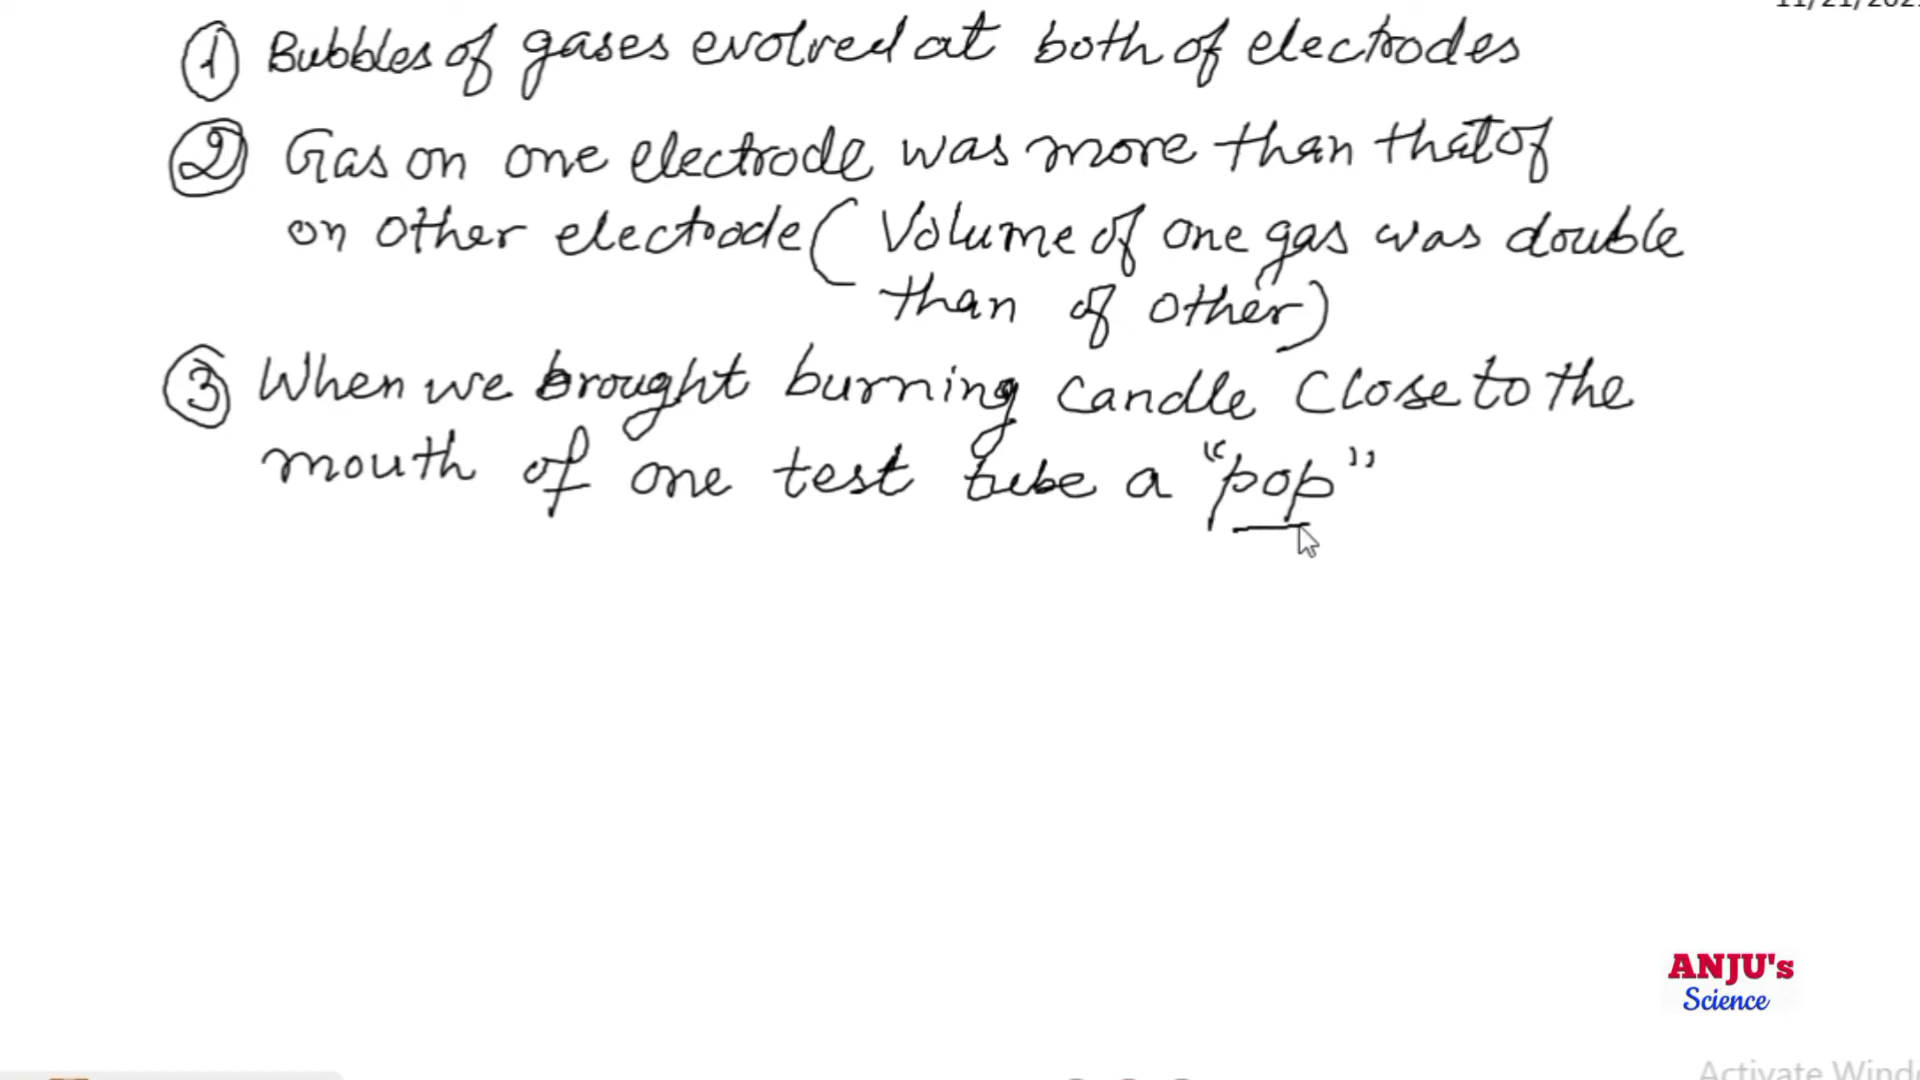 ① Bubbles of gases evolved at both of electrodes
② Gas on one electrode was more than that of
on other electrode ( Volume of one gas was double
than of other)
③ When we brought burning candle close to the
mouth of one test tube a "pop"
ANJU's
Science